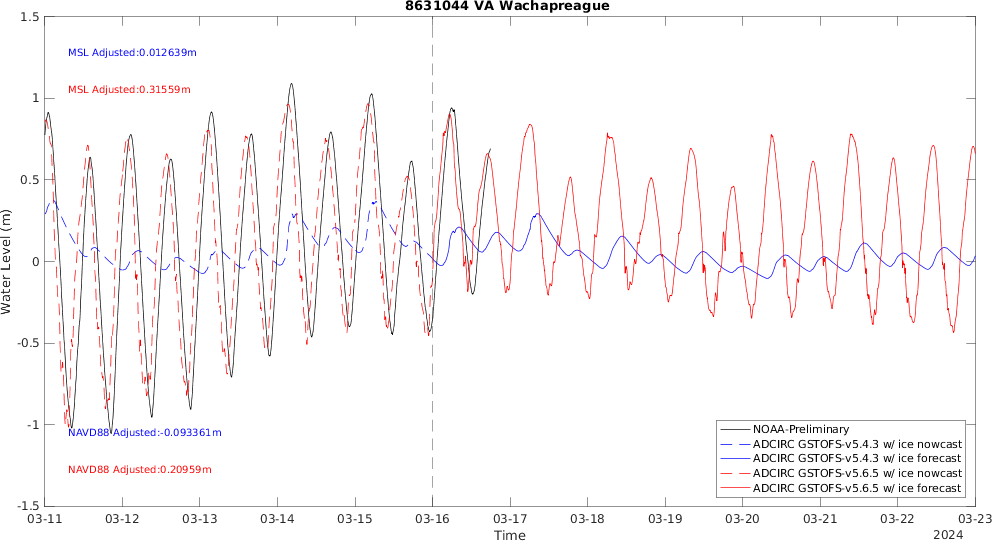 8631044 VA Wachapreague
1.5
1
0.5
0
-0.5
-1
-1.5
Water Level (m)
MSL Adjusted:0.012639m
MSL Adjusted:0.31559m
NAVD88 Adjusted:-0.093361m
NAVD88 Adjusted:0.20959m
NOAA-Preliminary
ADCIRC GSTOFS-v5.4.3 w/ ice nowcast
ADCIRC GSTOFS-v5.4.3 w/ ice forecast
ADCIRC GSTOFS-v5.6.5 w/ ice nowcast
ADCIRC GSTOFS-v5.6.5 w/ ice forecast
03-11 03-12 03-13 03-14 03-15 03-16 03-17 03-18 03-19 03-20 03-21 03-22 03-23
Time
2024